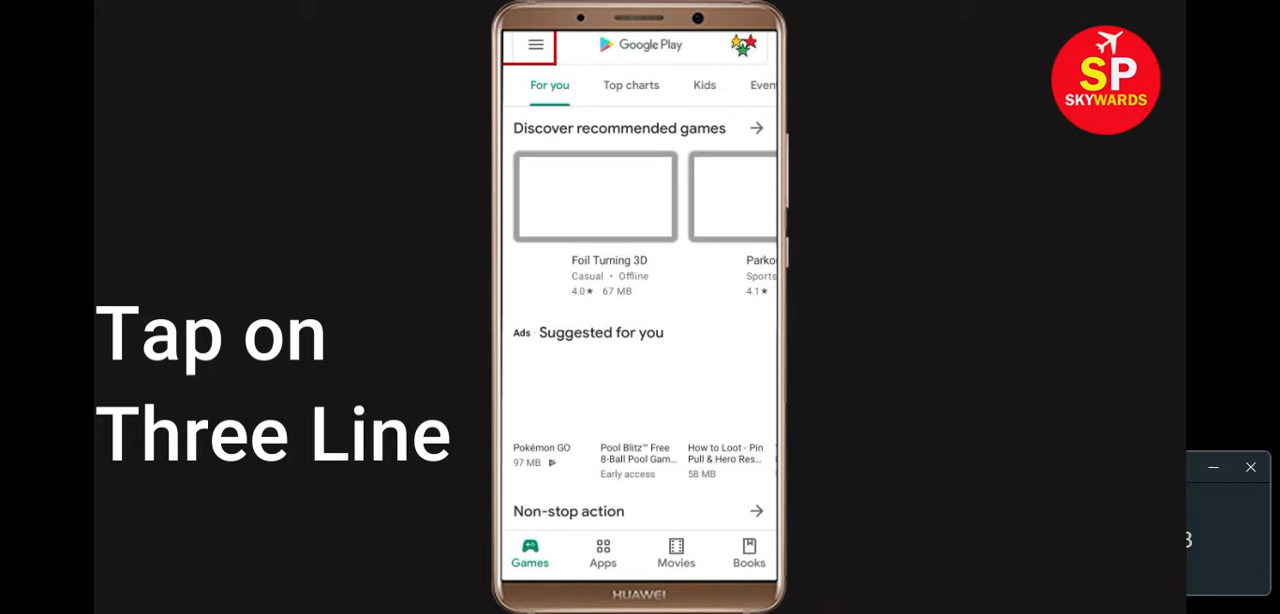 Google Play
SP
SKYWARDS
For you
Top charts
Kids
Even
Discover recommended games
Foil Turning 3D
Casual • Offline
4.0★ 67 MB
Parko
Sports
4.1★
Ads · Suggested for you
Tap on
Three Line
Pokémon GO
97 MB
Pool Blitz™ Free
8-Ball Pool Gam...
Early access
How to Loot - Pin
Pull & Hero Res...
58 MB
Non-stop action
Games
Apps
Movies
Books
HUAWEI